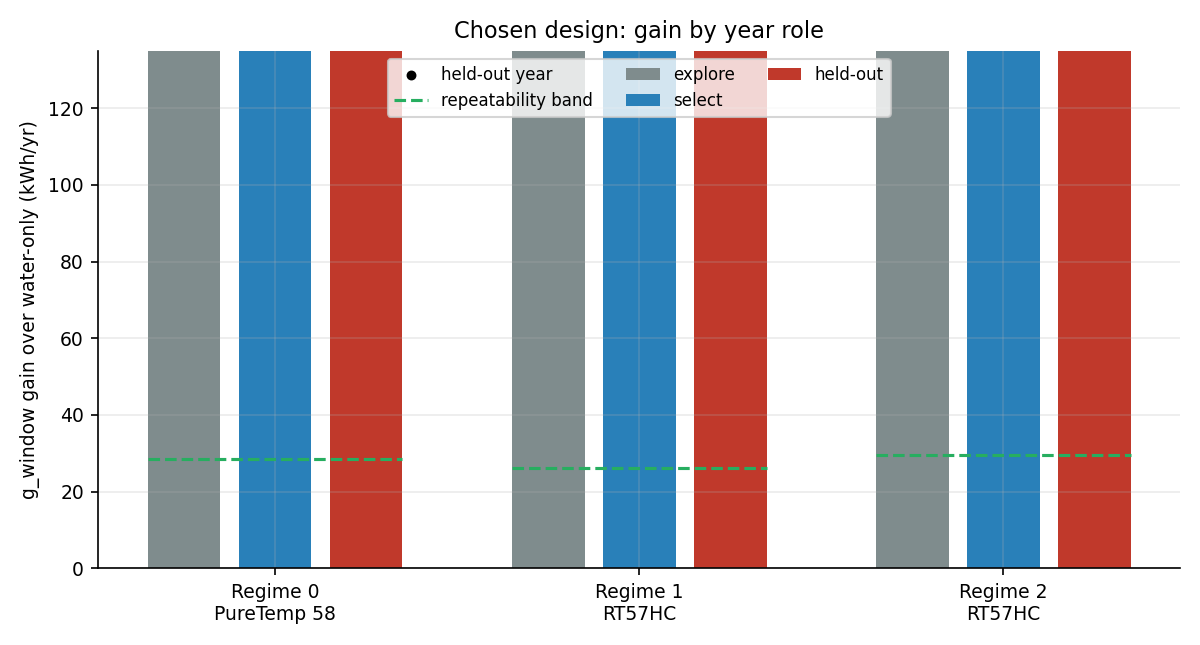 Chosen design: gain by year role
held-out year
repeatability band
explore
select
held-out
g_window gain over water-only (kWh/yr)
120
100
80
60
40
20
0
Regime 0
PureTemp 58
Regime 1
RT57HC
Regime 2
RT57HC